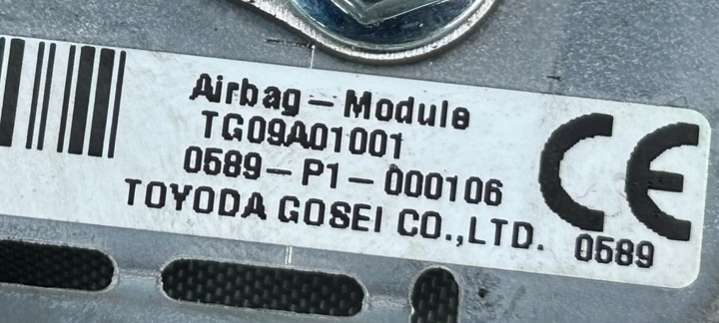 Airbag – Module
TG09A01001
0589–P1–000106
TOYODA GOSEI CO.,LTD.
CE
0589